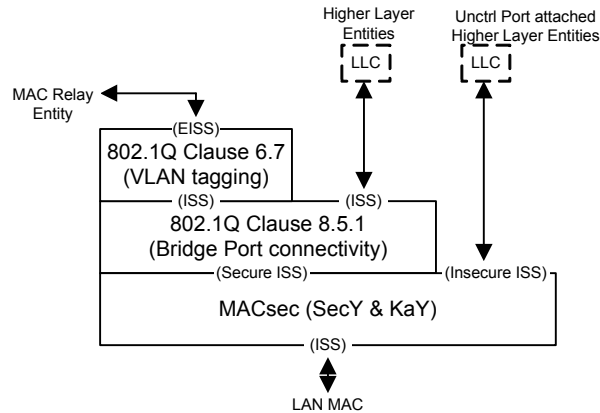 Higher Layer
Entities
Unctrl Port attached
Higher Layer Entities
LLC
LLC
MAC Relay
Entity
(EISS)
802.1Q Clause 6.7
(VLAN tagging)
(ISS)
(ISS)
802.1Q Clause 8.5.1
(Bridge Port connectivity)
(Secure ISS)
(Insecure ISS)
MACsec (SecY & KaY)
(ISS)
LAN MAC